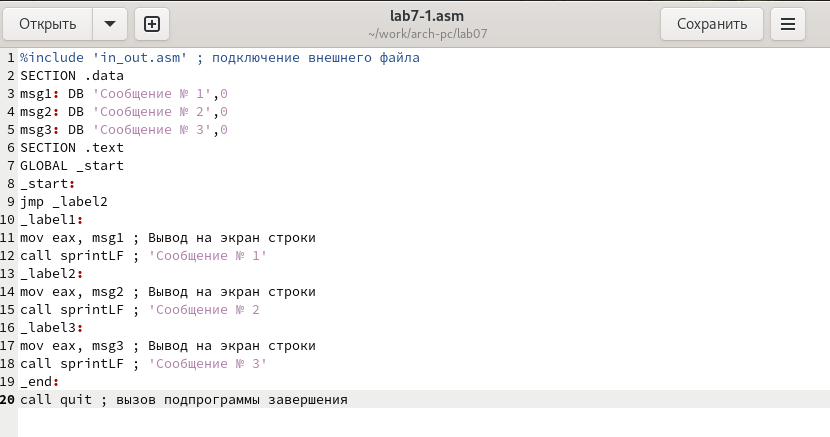 Открыть
lab7-1.asm
~/work/arch-pc/lab07
Сохранить
1 %include 'in_out.asm' ; подключение внешнего файла
2 SECTION .data
3 msg1: DB 'Сообщение № 1',0
4 msg2: DB 'Сообщение № 2',0
5 msg3: DB 'Сообщение № 3',0
6 SECTION .text
7 GLOBAL _start
8 _start:
9 jmp _label2
10 _label1:
11 mov eax, msg1 ; Вывод на экран строки
12 call sprintLF ; 'Сообщение № 1'
13 _label2:
14 mov eax, msg2 ; Вывод на экран строки
15 call sprintLF ; 'Сообщение № 2
16 _label3:
17 mov eax, msg3 ; Вывод на экран строки
18 call sprintLF ; 'Сообщение № 3'
19 _end:
20 call quit ; вызов подпрограммы завершения